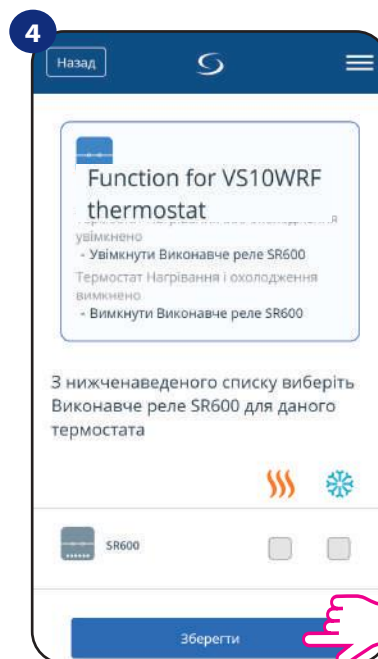 4
Назад
Function for VS10WRF
thermostat
увімкнено
- Увімкнути Виконавче реле SR600
Термостат Нагрівання і охолодження
вимкнено
- Вимкнути Виконавче реле SR600
З нижченаведеного списку виберіть
Виконавче реле SR600 для даного
термостата
SR600
Зберегти